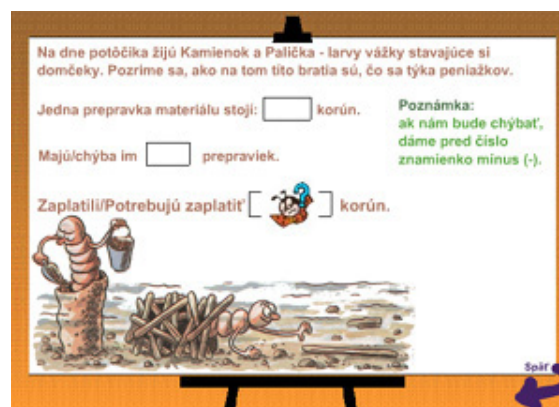 Na dne potôčika žijú Kamienok a Palička - larvy vážky stavajúce si
domčeky. Pozrime sa, ako na tom títo bratia sú, čo sa týka peniažkov.
Jedna prepravka materiálu stojí: korún.
Poznámka:
ak nám bude chýbať,
dáme pred číslo
znamienko mínus (-).
Majú/chýba im prepraviek.
Zaplatili/Potrebujú zaplatiť [ ? ] korún.
Späť